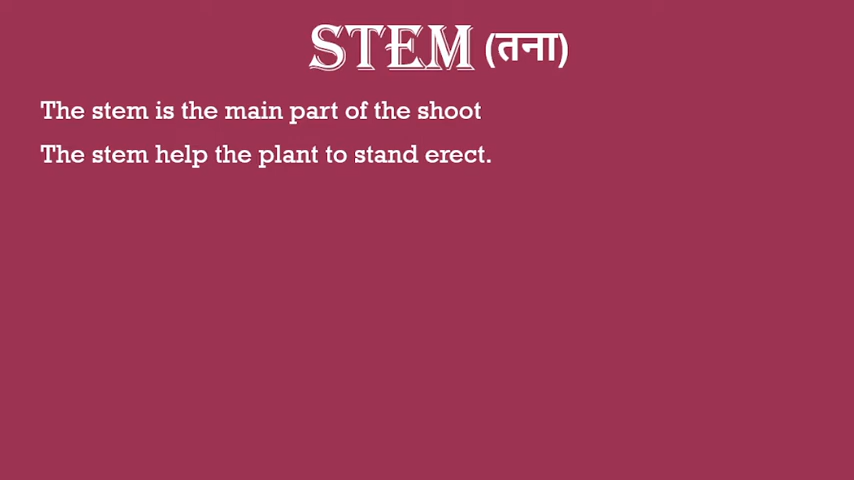 STEM (तना)
The stem is the main part of the shoot
The stem help the plant to stand erect.